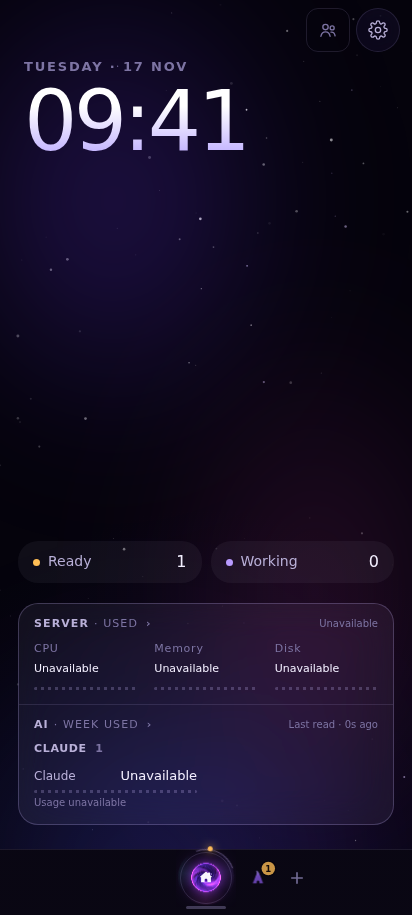 TUESDAY · 17 NOV
09:41
Ready 1
Working 0
SERVER · USED ›
Unavailable
CPU Memory Disk
Unavailable Unavailable Unavailable
AI · WEEK USED ›
Last read · 0s ago
CLAUDE 1
Claude Unavailable
Usage unavailable
1
+